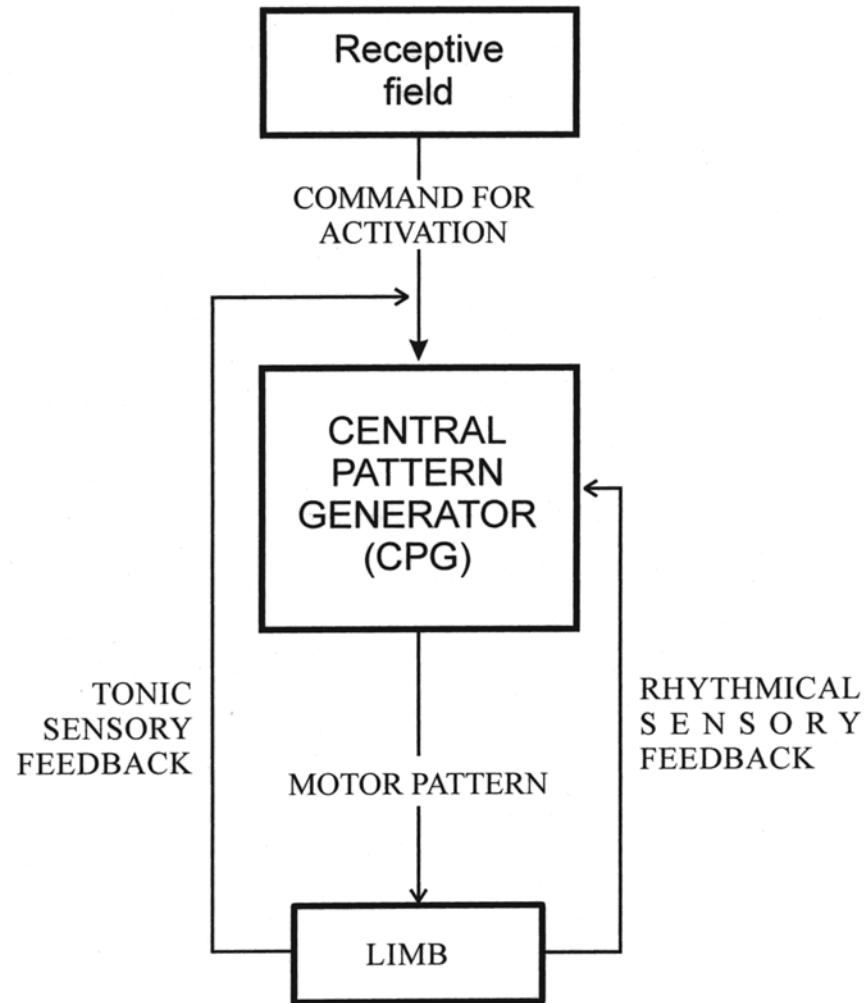 Receptive
field
COMMAND FOR
ACTIVATION
CENTRAL
PATTERN
GENERATOR
(CPG)
TONIC
SENSORY
FEEDBACK
RHYTHMICAL
SENSORY
FEEDBACK
MOTOR PATTERN
LIMB